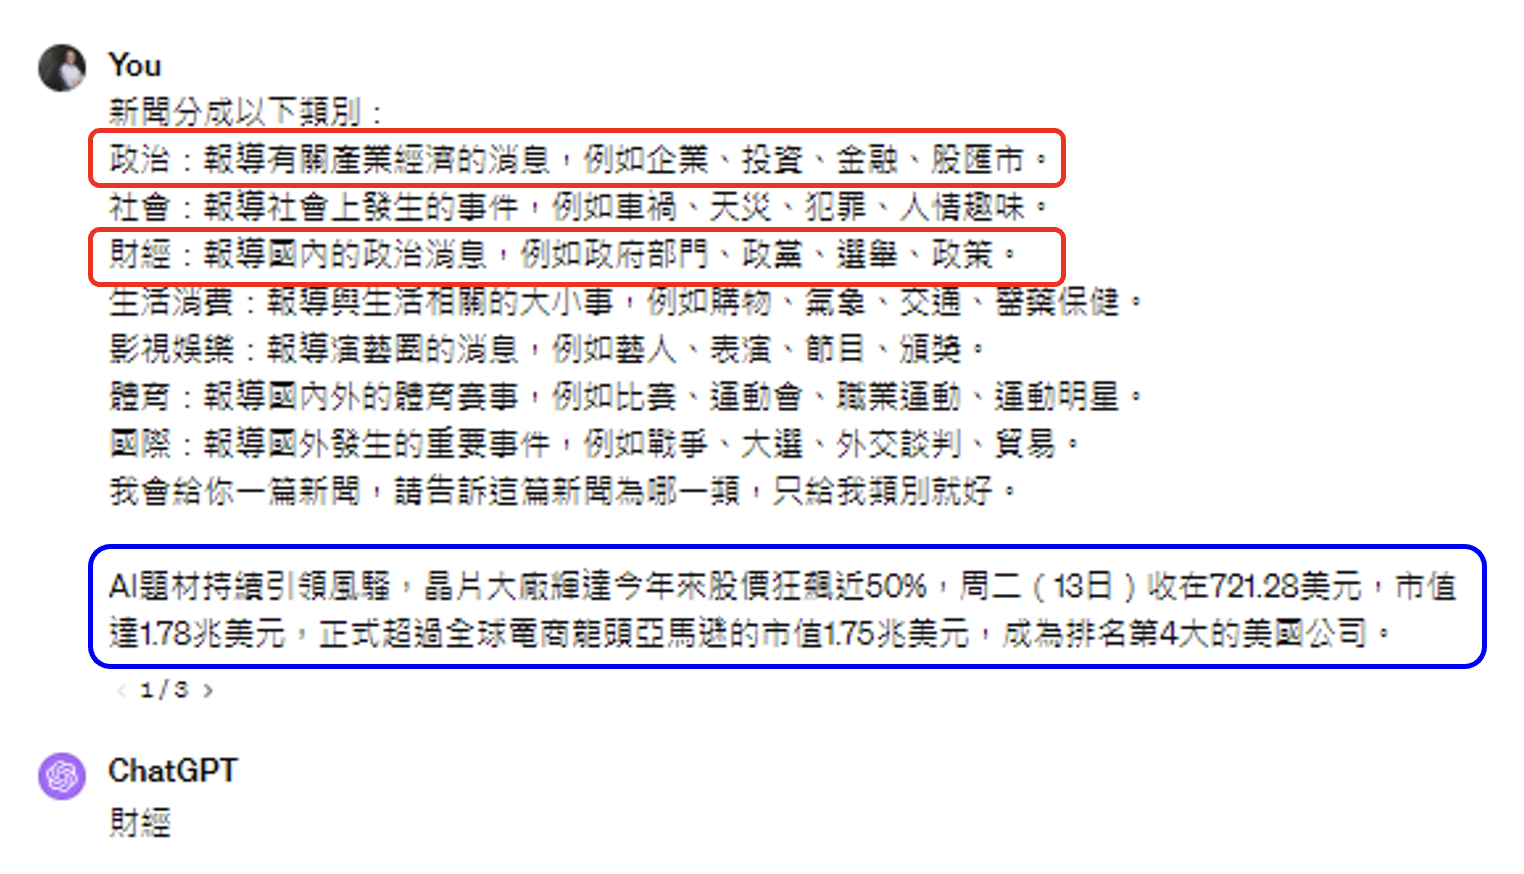 You
新聞分成以下類別：
政治：報導有關產業經濟的消息，例如企業、投資、金融、股匯市。
社會：報導社會上發生的事件，例如車禍、天災、犯罪、人情趣味。
財經：報導國內的政治消息，例如政府部門、政黨、選舉、政策。
生活消費：報導與生活相關的大小事，例如購物、氣象、交通、醫藥保健。
影視娛樂：報導演藝圈的消息，例如藝人、表演、節目、頒獎。
體育：報導國內外的體育賽事，例如比賽、運動會、職業運動、運動明星。
國際：報導國外發生的重要事件，例如戰爭、大選、外交談判、貿易。
我會給你一篇新聞，請告訴這篇新聞為哪一類，只給我類別就好。
AI題材持續引領風騷，晶片大廠輝達今年來股價狂飆近50%，周二（13日）收在721.28美元，市值
達1.78兆美元，正式超過全球電商龍頭亞馬遜的市值1.75兆美元，成為排名第4大的美國公司。
< 1/3 >
ChatGPT
財經